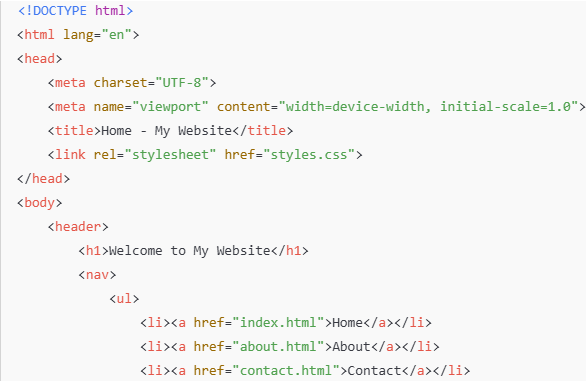 <!DOCTYPE html>
<html lang="en">
<head>
    <meta charset="UTF-8">
    <meta name="viewport" content="width=device-width, initial-scale=1.0">
    <title>Home - My Website</title>
    <link rel="stylesheet" href="styles.css">
</head>
<body>
    <header>
        <h1>Welcome to My Website</h1>
        <nav>
            <ul>
                <li><a href="index.html">Home</a></li>
                <li><a href="about.html">About</a></li>
                <li><a href="contact.html">Contact</a></li>